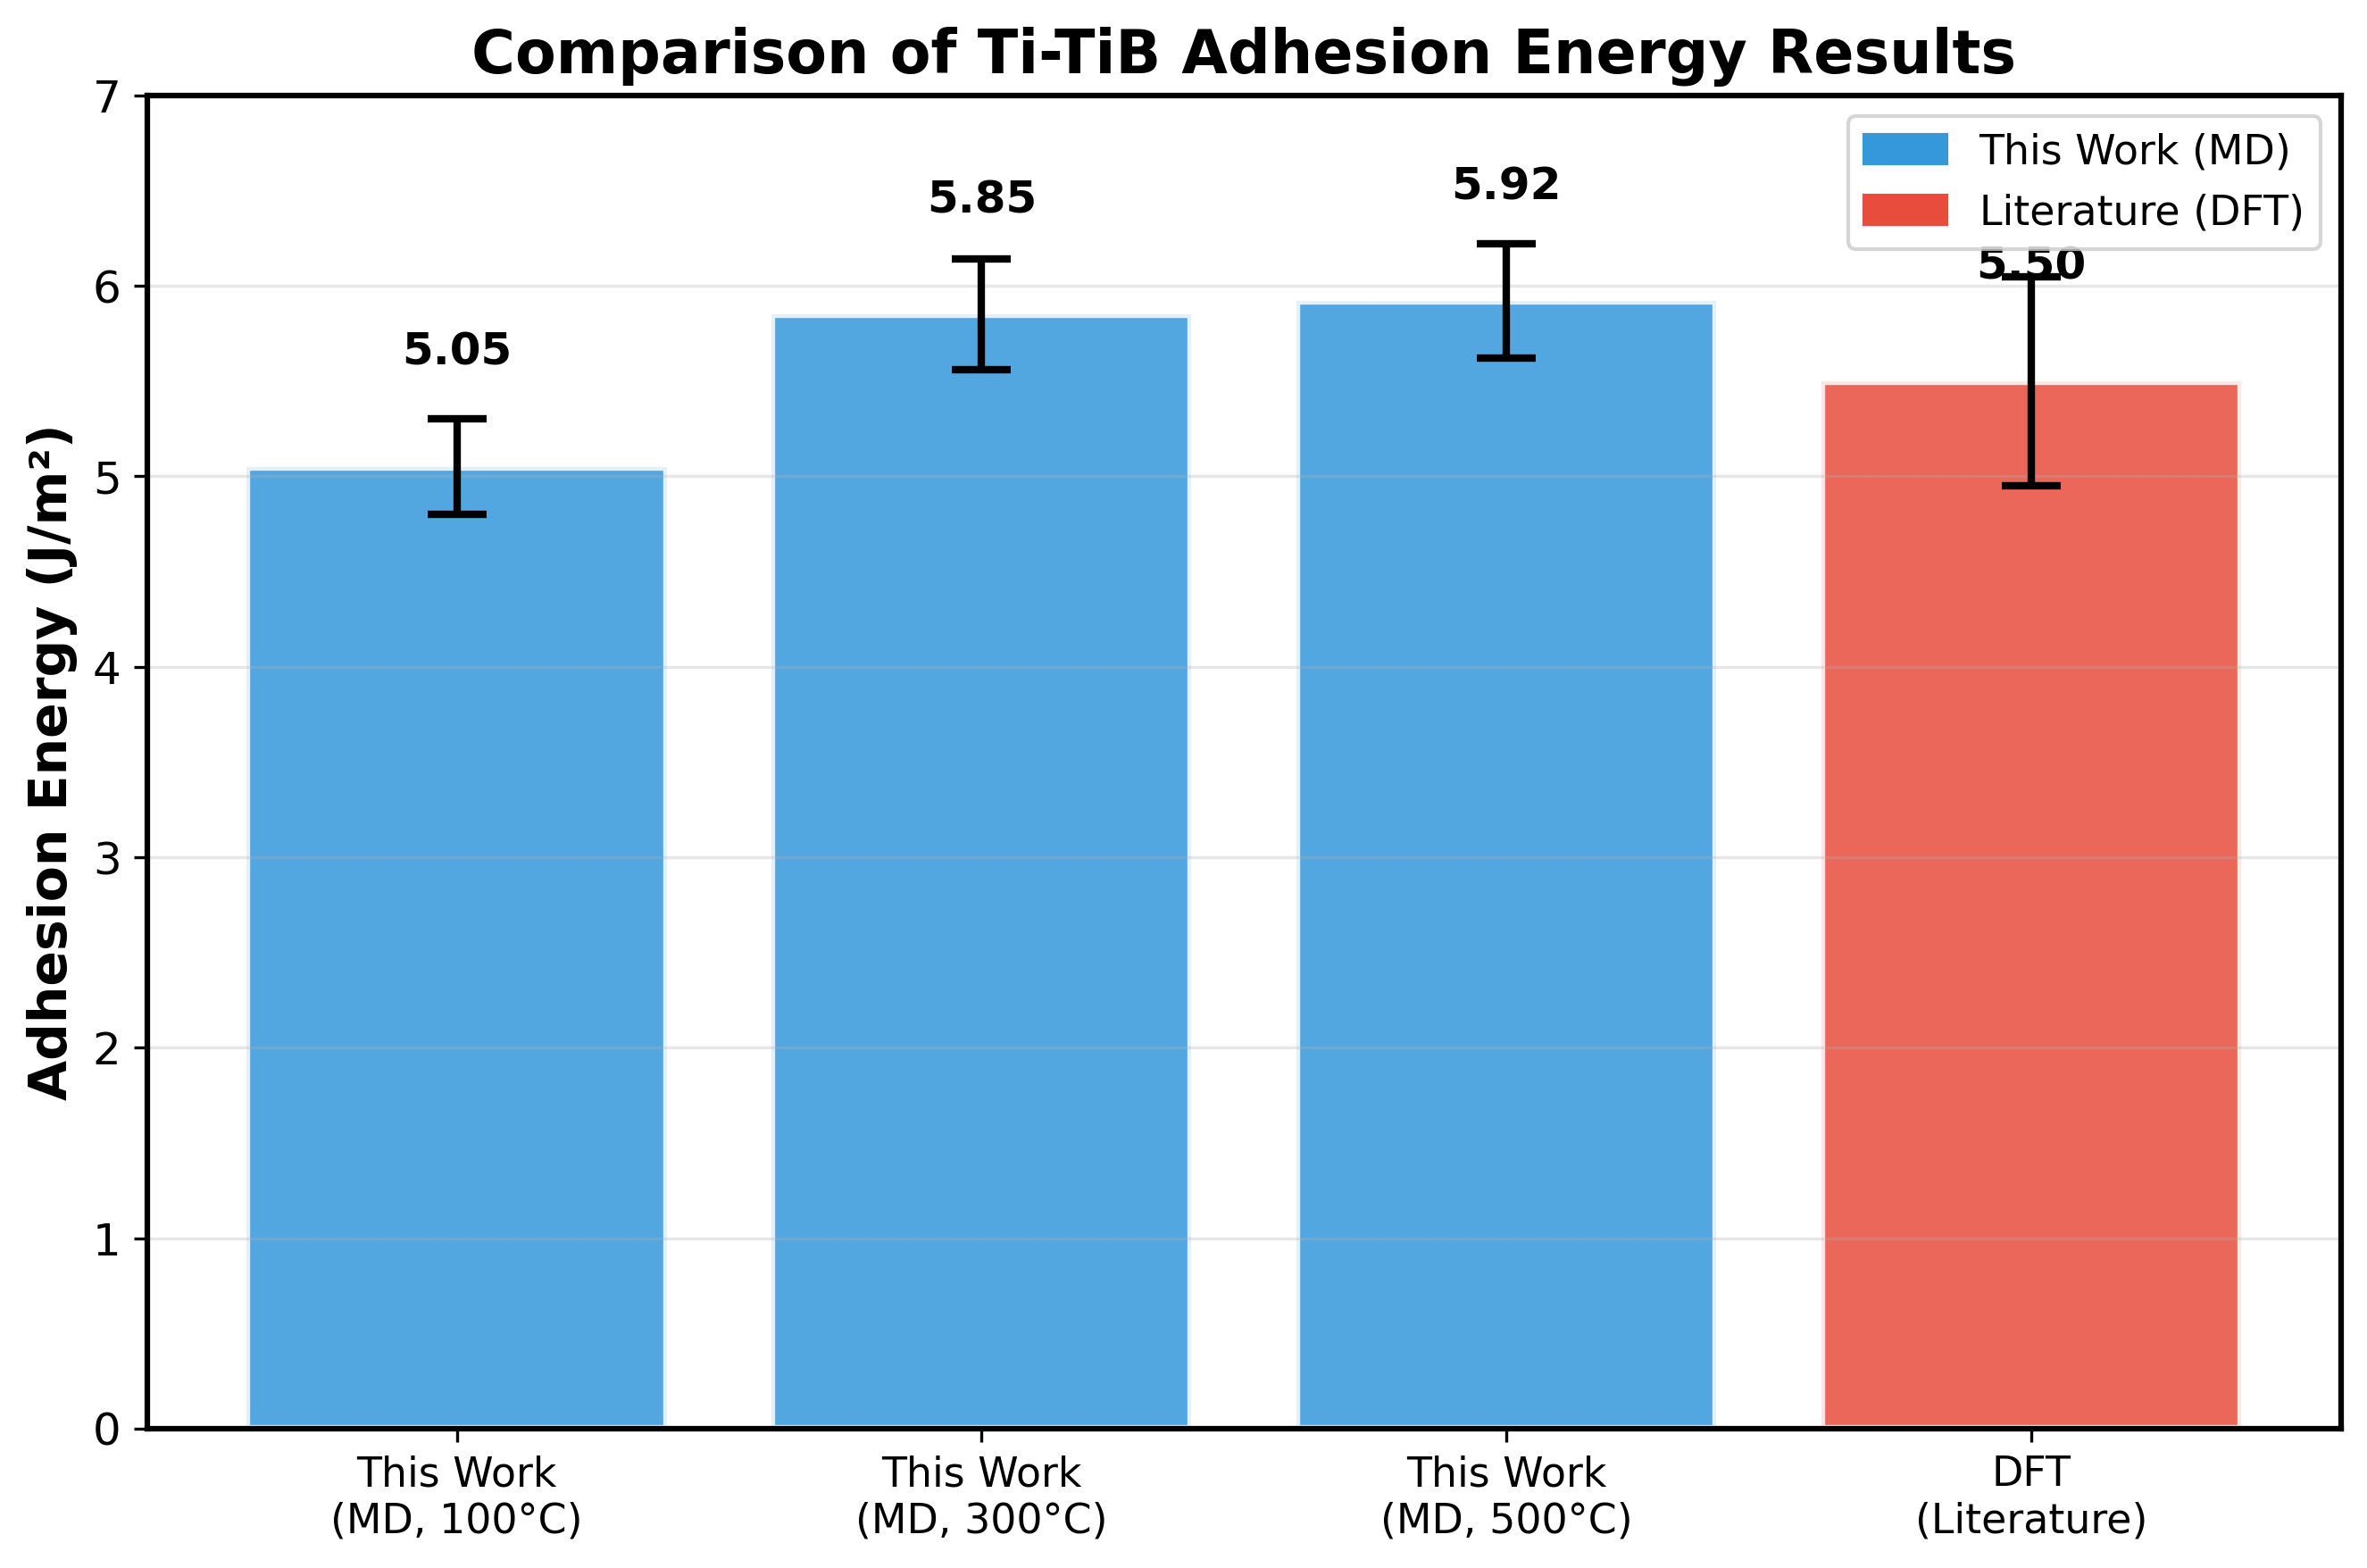 Comparison of Ti-TiB Adhesion Energy Results
Adhesion Energy (J/m²)
7
6
5
4
3
2
1
0
This Work (MD)
Literature (DFT)
5.05
5.85
5.92
5.50
This Work
(MD, 100°C)
This Work
(MD, 300°C)
This Work
(MD, 500°C)
DFT
(Literature)